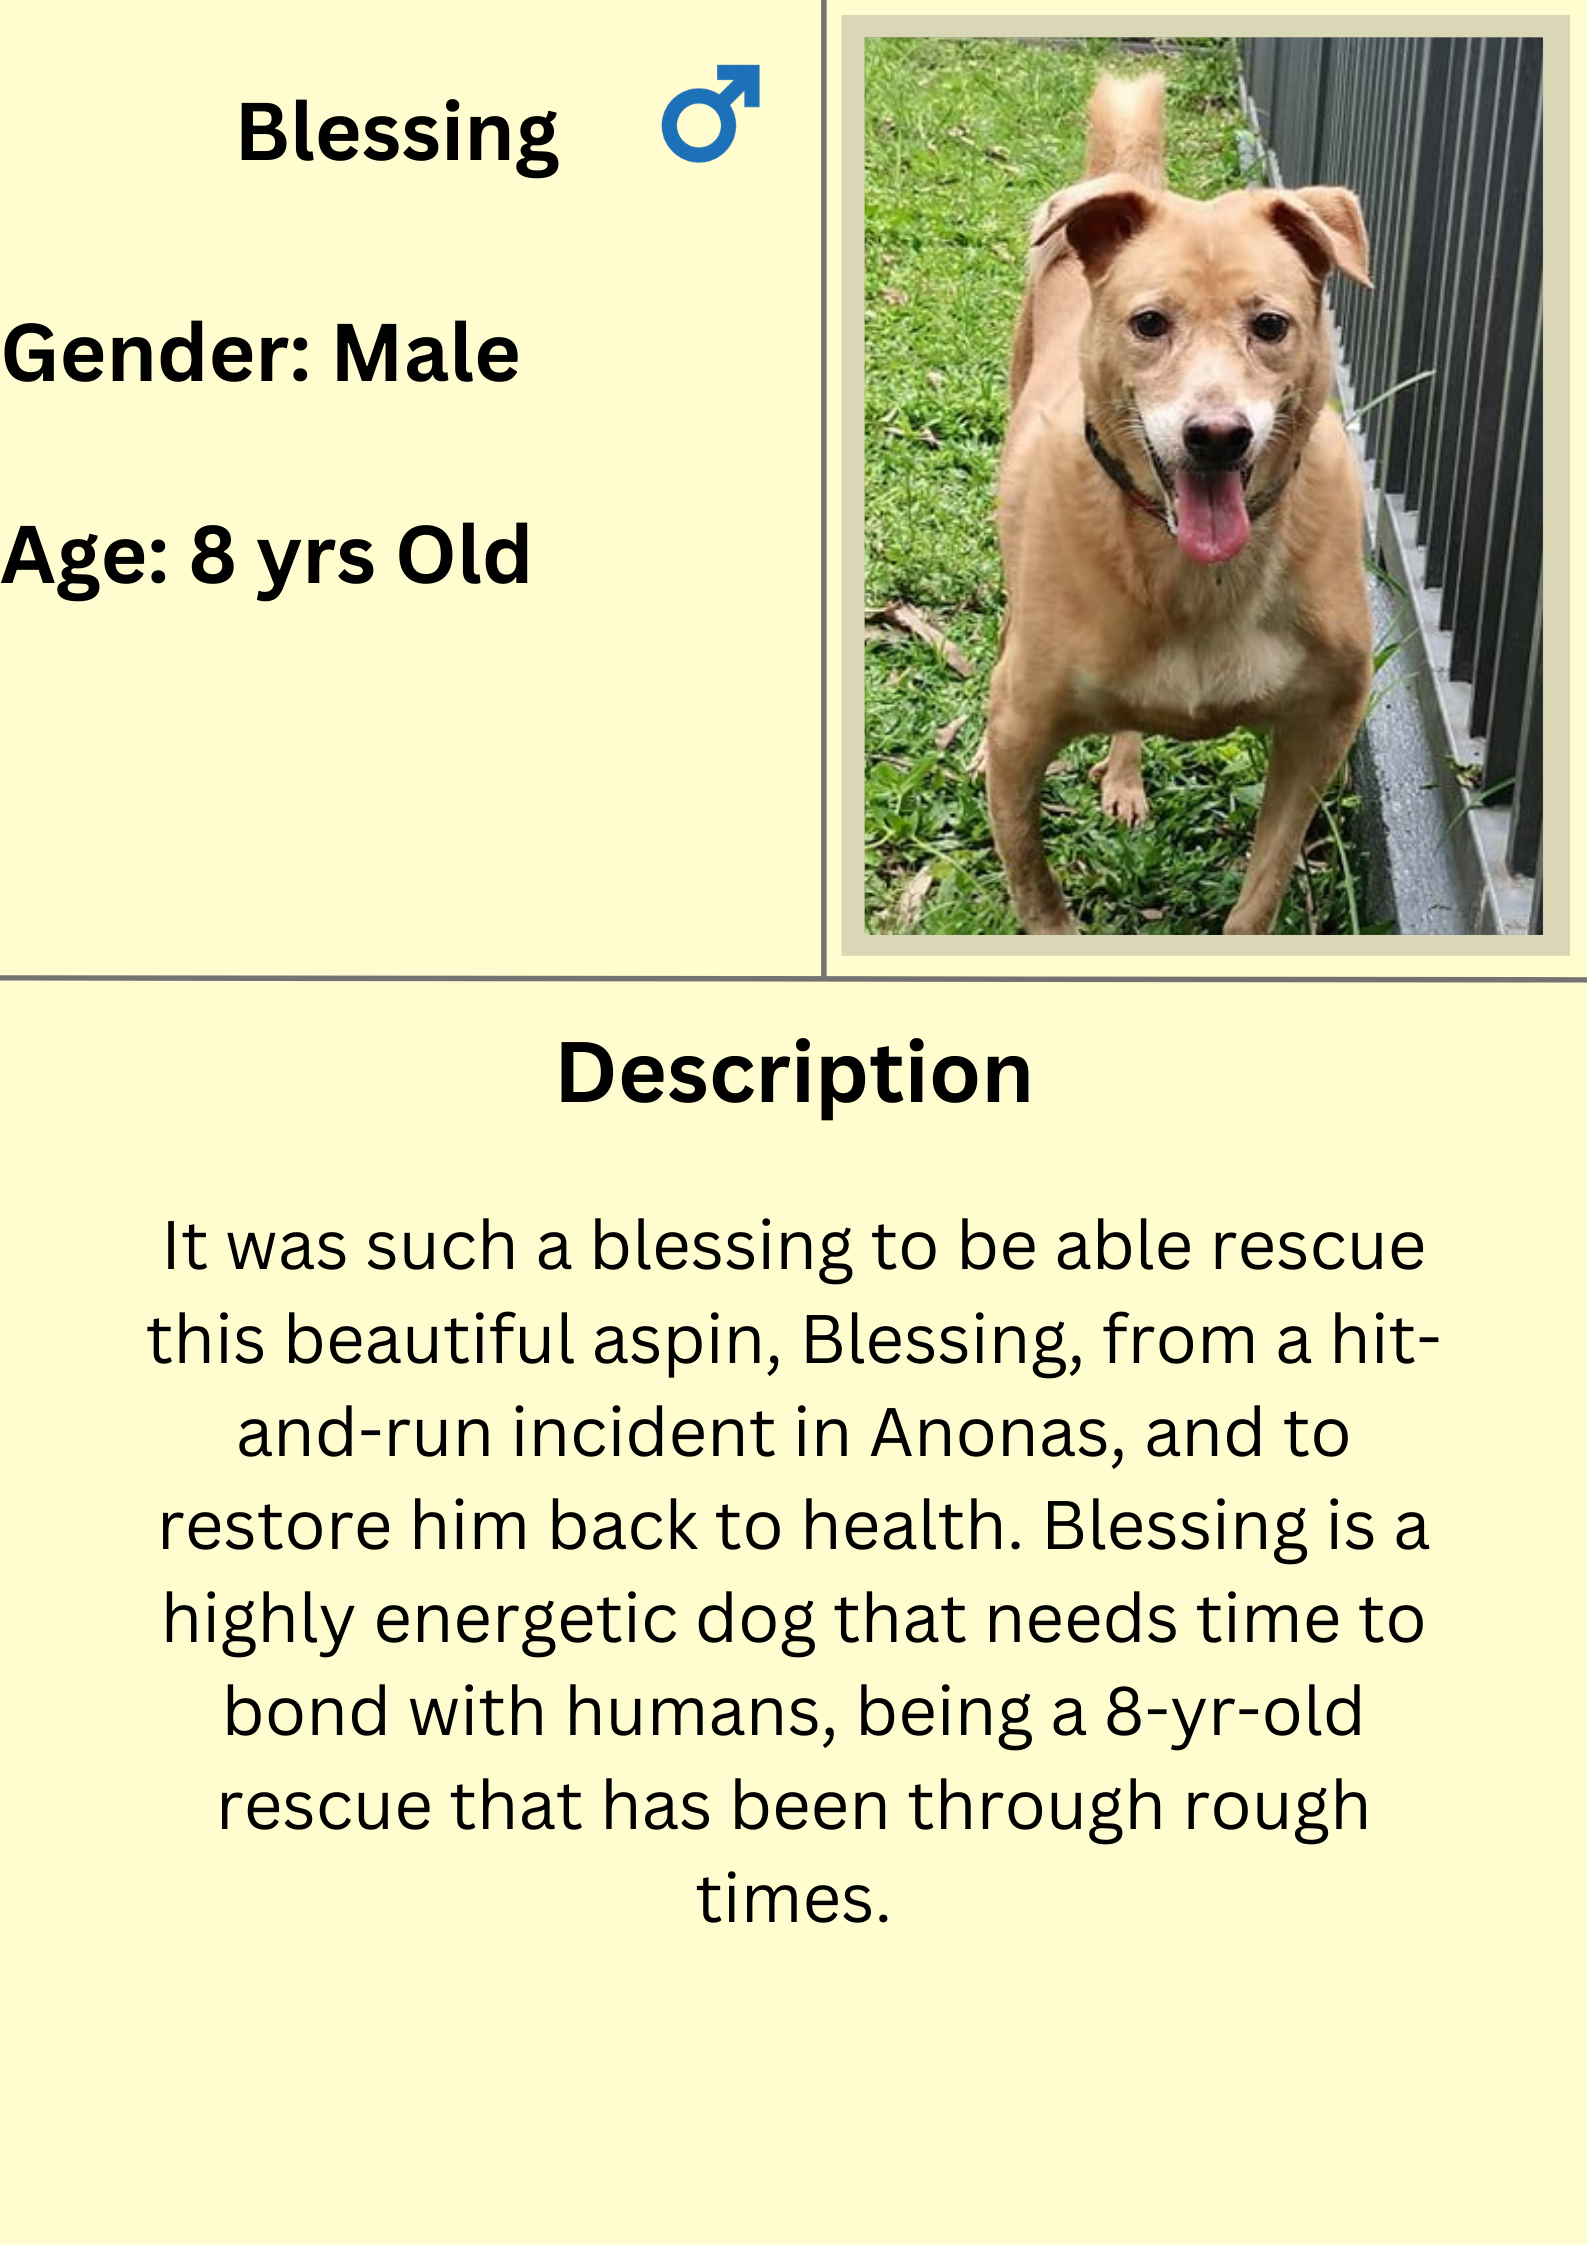 Blessing
Gender: Male
Age: 8 yrs Old
Description
It was such a blessing to be able rescue
this beautiful aspin, Blessing, from a hit-
and-run incident in Anonas, and to
restore him back to health. Blessing is a
highly energetic dog that needs time to
bond with humans, being a 8-yr-old
rescue that has been through rough
times.